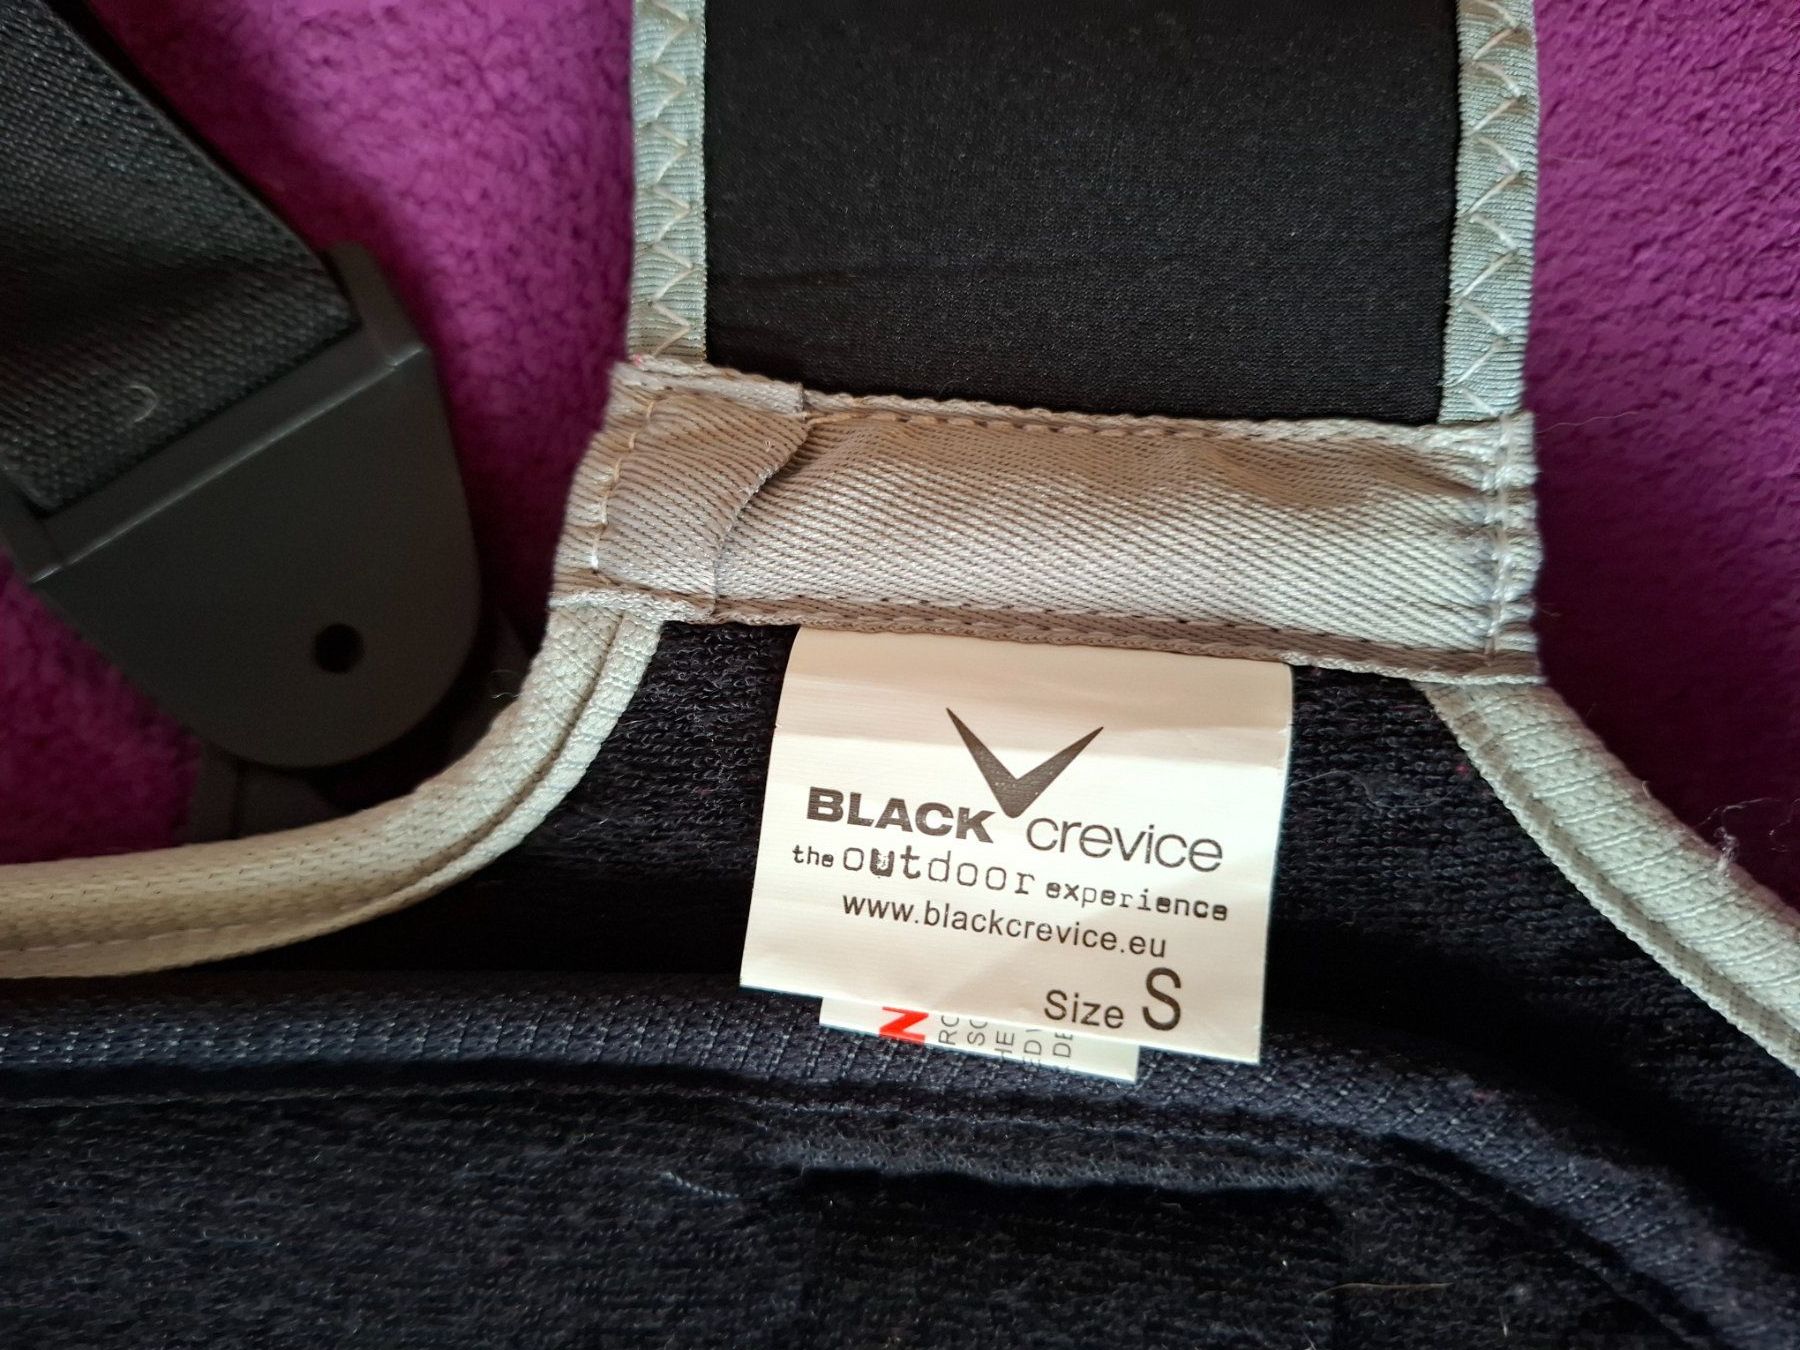 BLACK crevice
the outdoor experience
www.blackcrevice.eu
Size S